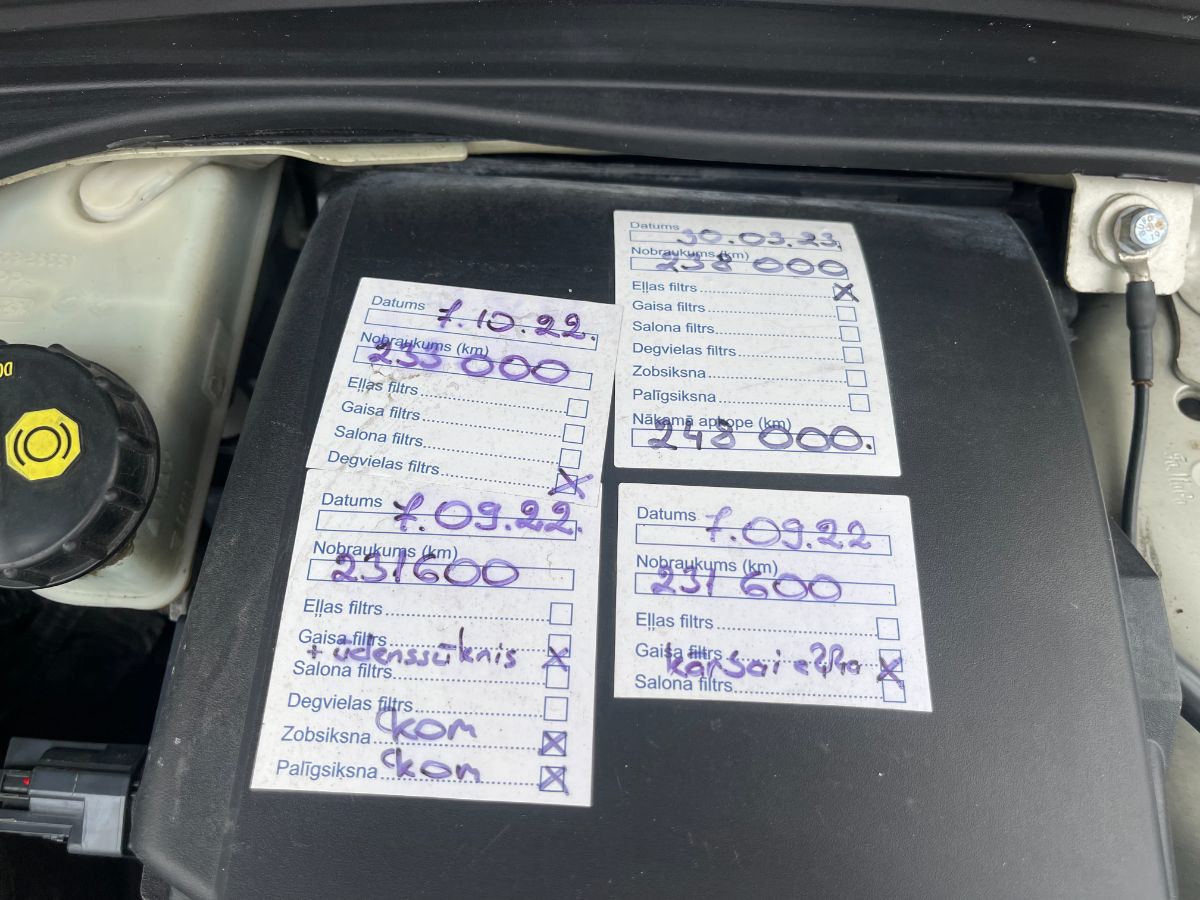 Datums 7.10.22.
Nobraukums (km)
233 000
Eļļas filtrs
Gaisa filtrs
Salona filtrs
Degvielas filtrs X
Datums 7.09.22.
Nobraukums (km)
231600
Eļļas filtrs
Gaisa filtrs
+ ūdenssūknis X
Salona filtrs
Degvielas filtrs
Zobsiksna kom X
Palīgsiksna kom X
Datums
30.03.23.
Nobraukums (km)
238 000
Eļļas filtrs X
Gaisa filtrs
Salona filtrs
Degvielas filtrs
Zobsiksna
Palīgsiksna
Nākamā apkope (km)
248 000.
Datums 7.09.22
Nobraukums (km)
231 600
Eļļas filtrs
Gaisa filtrs
X
Salona filtrs